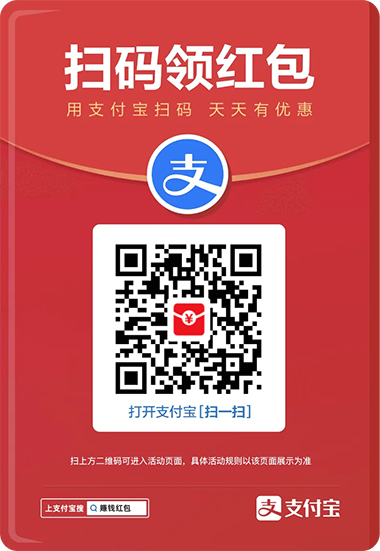 扫码领红包
用支付宝扫码 天天有优惠
支
打开支付宝[扫一扫]
扫上方二维码可进入活动页面，具体活动规则以该页面展示为准
上支付宝搜 赚钱红包
支 支付宝